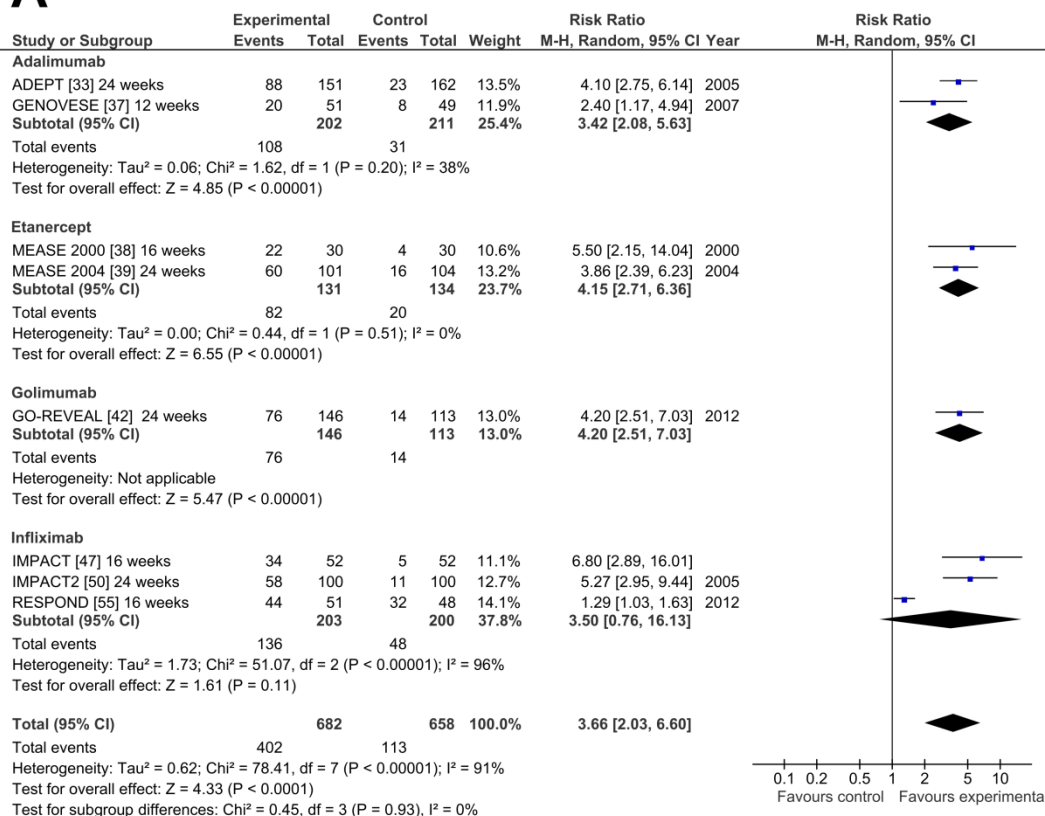 A
Experimental Control Risk Ratio Risk Ratio
Study or Subgroup Events Total Events Total Weight M-H, Random, 95% CI Year M-H, Random, 95% CI
Adalimumab
ADEPT [33] 24 weeks 88 151 23 162 13.5% 4.10 [2.75, 6.14] 2005
GENOVESE [37] 12 weeks 20 51 8 49 11.9% 2.40 [1.17, 4.94] 2007
Subtotal (95% CI) 202 211 25.4% 3.42 [2.08, 5.63]
Total events 108 31
Heterogeneity: Tau² = 0.06; Chi² = 1.62, df = 1 (P = 0.20); I² = 38%
Test for overall effect: Z = 4.85 (P < 0.00001)
Etanercept
MEASE 2000 [38] 16 weeks 22 30 4 30 10.6% 5.50 [2.15, 14.04] 2000
MEASE 2004 [39] 24 weeks 60 101 16 104 13.2% 3.86 [2.39, 6.23] 2004
Subtotal (95% CI) 131 134 23.7% 4.15 [2.71, 6.36]
Total events 82 20
Heterogeneity: Tau² = 0.00; Chi² = 0.44, df = 1 (P = 0.51); I² = 0%
Test for overall effect: Z = 6.55 (P < 0.00001)
Golimumab
GO-REVEAL [42] 24 weeks 76 146 14 113 13.0% 4.20 [2.51, 7.03] 2012
Subtotal (95% CI) 146 113 13.0% 4.20 [2.51, 7.03]
Total events 76 14
Heterogeneity: Not applicable
Test for overall effect: Z = 5.47 (P < 0.00001)
Infliximab
IMPACT [47] 16 weeks 34 52 5 52 11.1% 6.80 [2.89, 16.01]
IMPACT2 [50] 24 weeks 58 100 11 100 12.7% 5.27 [2.95, 9.44] 2005
RESPOND [55] 16 weeks 44 51 32 48 14.1% 1.29 [1.03, 1.63] 2012
Subtotal (95% CI) 203 200 37.8% 3.50 [0.76, 16.13]
Total events 136 48
Heterogeneity: Tau² = 1.73; Chi² = 51.07, df = 2 (P < 0.00001); I² = 96%
Test for overall effect: Z = 1.61 (P = 0.11)
Total (95% CI) 682 658 100.0% 3.66 [2.03, 6.60]
Total events 402 113
Heterogeneity: Tau² = 0.62; Chi² = 78.41, df = 7 (P < 0.00001); I² = 91%
Test for overall effect: Z = 4.33 (P < 0.0001)
Test for subgroup differences: Chi² = 0.45, df = 3 (P = 0.93), I² = 0%
0.1 0.2 0.5 1 2 5 10
Favours control Favours experimenta